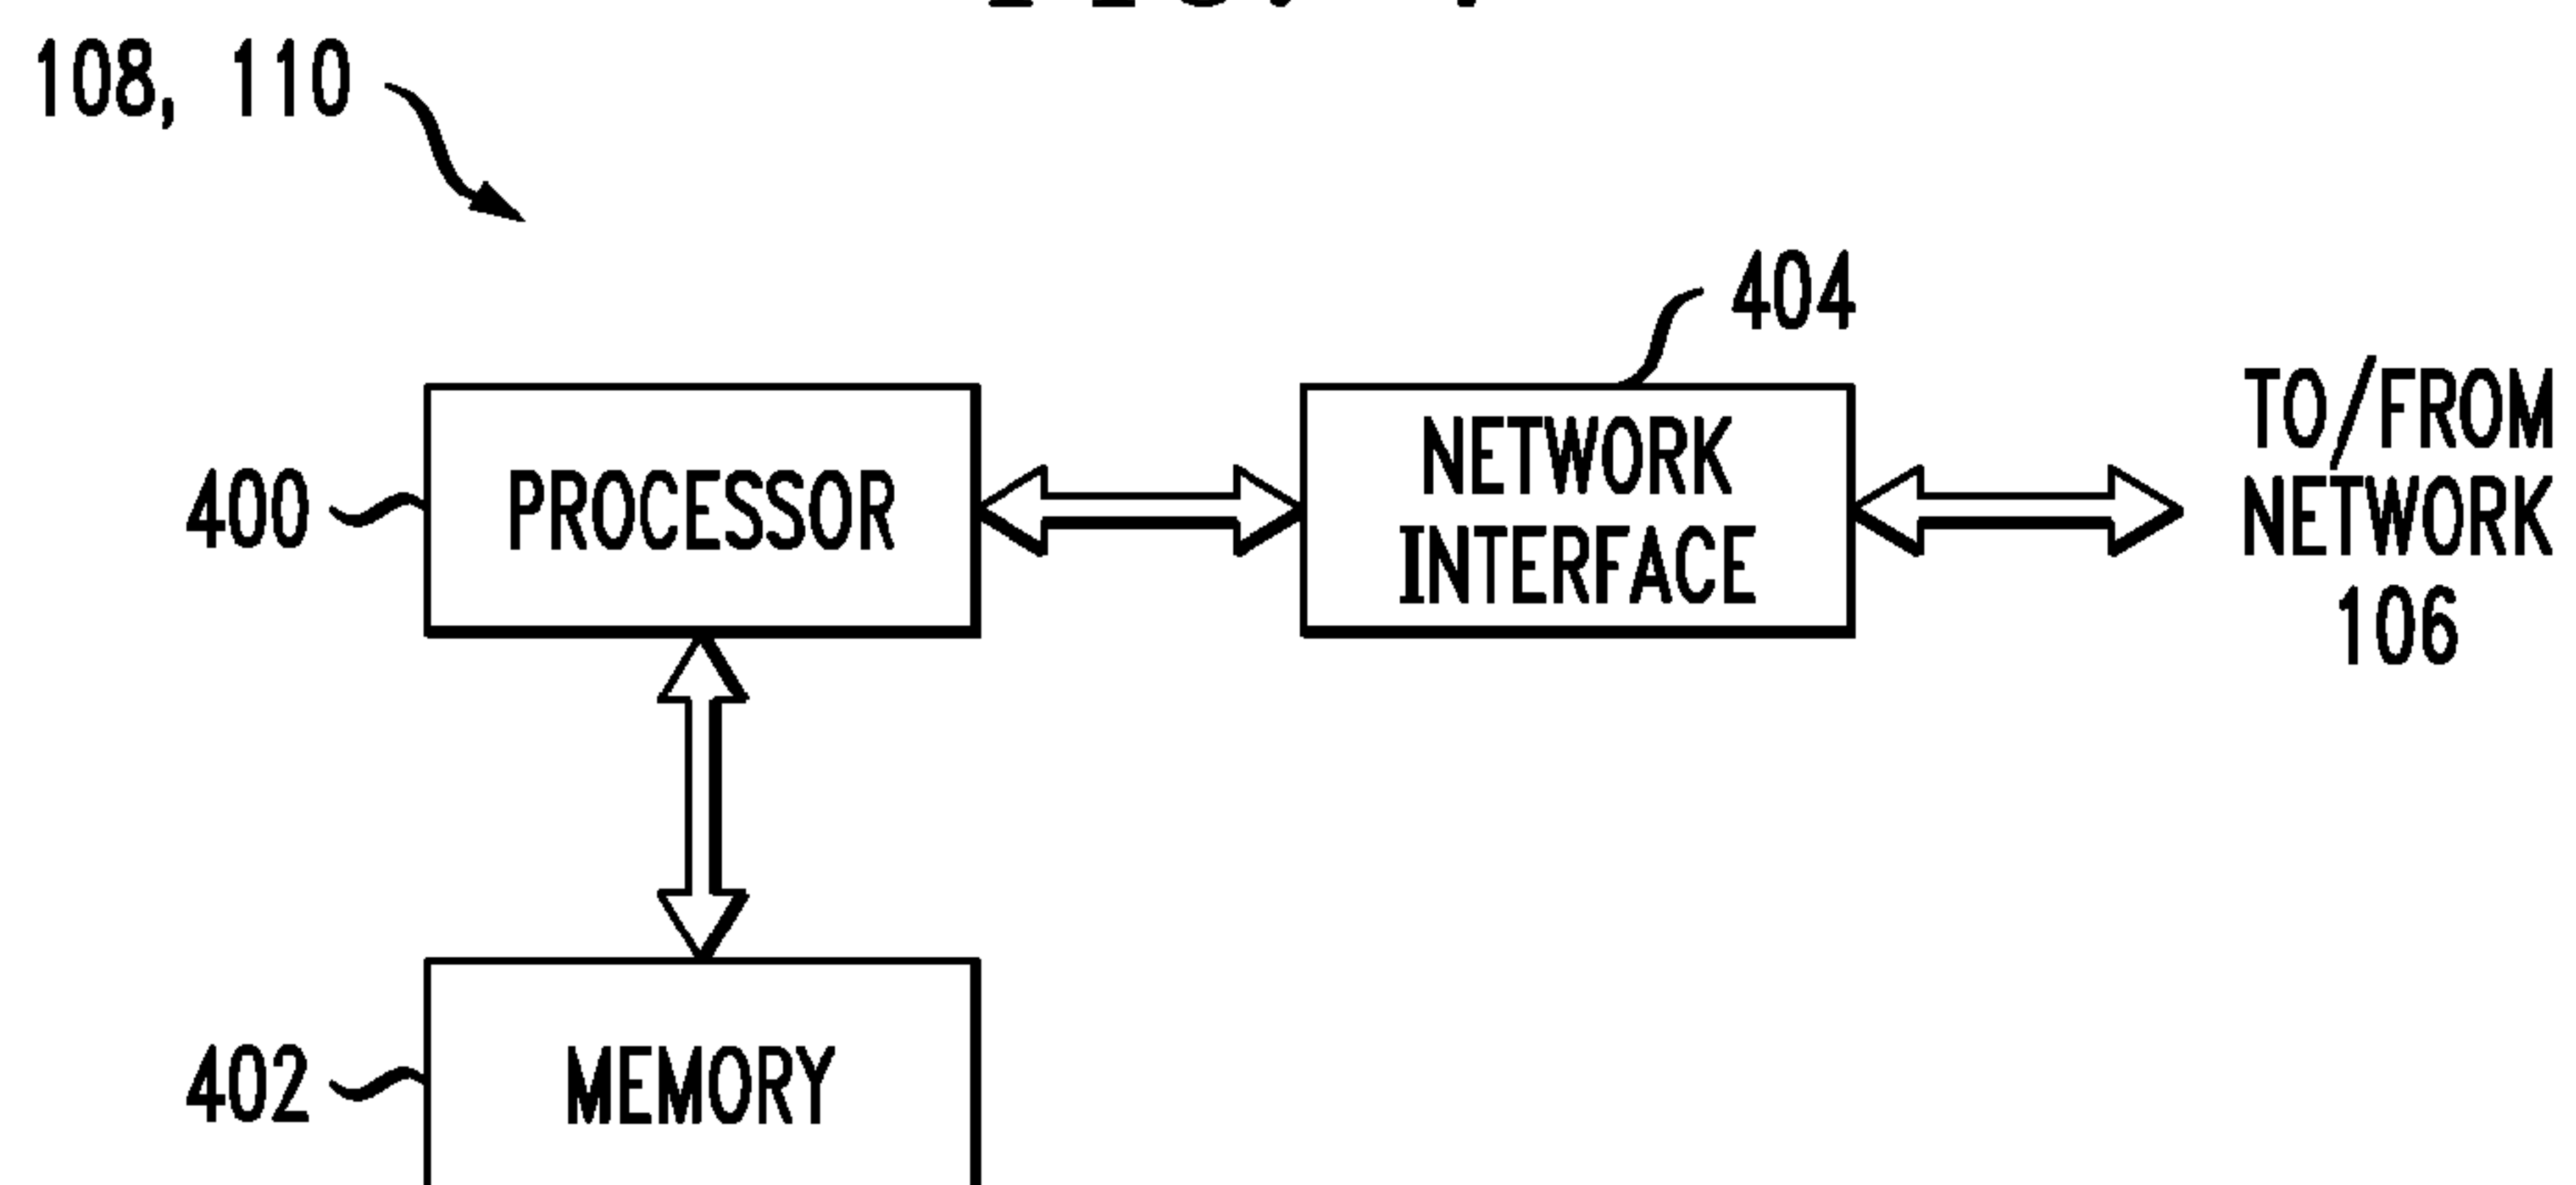 108, 110
404
TO/FROM
NETWORK
106
400
PROCESSOR
NETWORK
INTERFACE
402
MEMORY